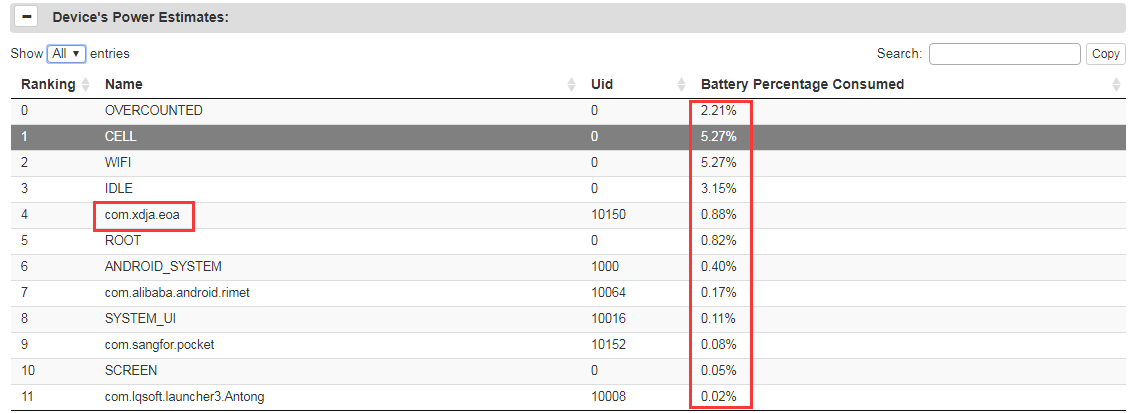 − Device's Power Estimates:
Show All ▼ entries Search: Copy
Ranking Name Uid Battery Percentage Consumed
0 OVERCOUNTED 0 2.21%
1 CELL 0 5.27%
2 WIFI 0 5.27%
3 IDLE 0 3.15%
4 com.xdja.eoa 10150 0.88%
5 ROOT 0 0.82%
6 ANDROID_SYSTEM 1000 0.40%
7 com.alibaba.android.rimet 10064 0.17%
8 SYSTEM_UI 10016 0.11%
9 com.sangfor.pocket 10152 0.08%
10 SCREEN 0 0.05%
11 com.lqsoft.launcher3.Antong 10008 0.02%